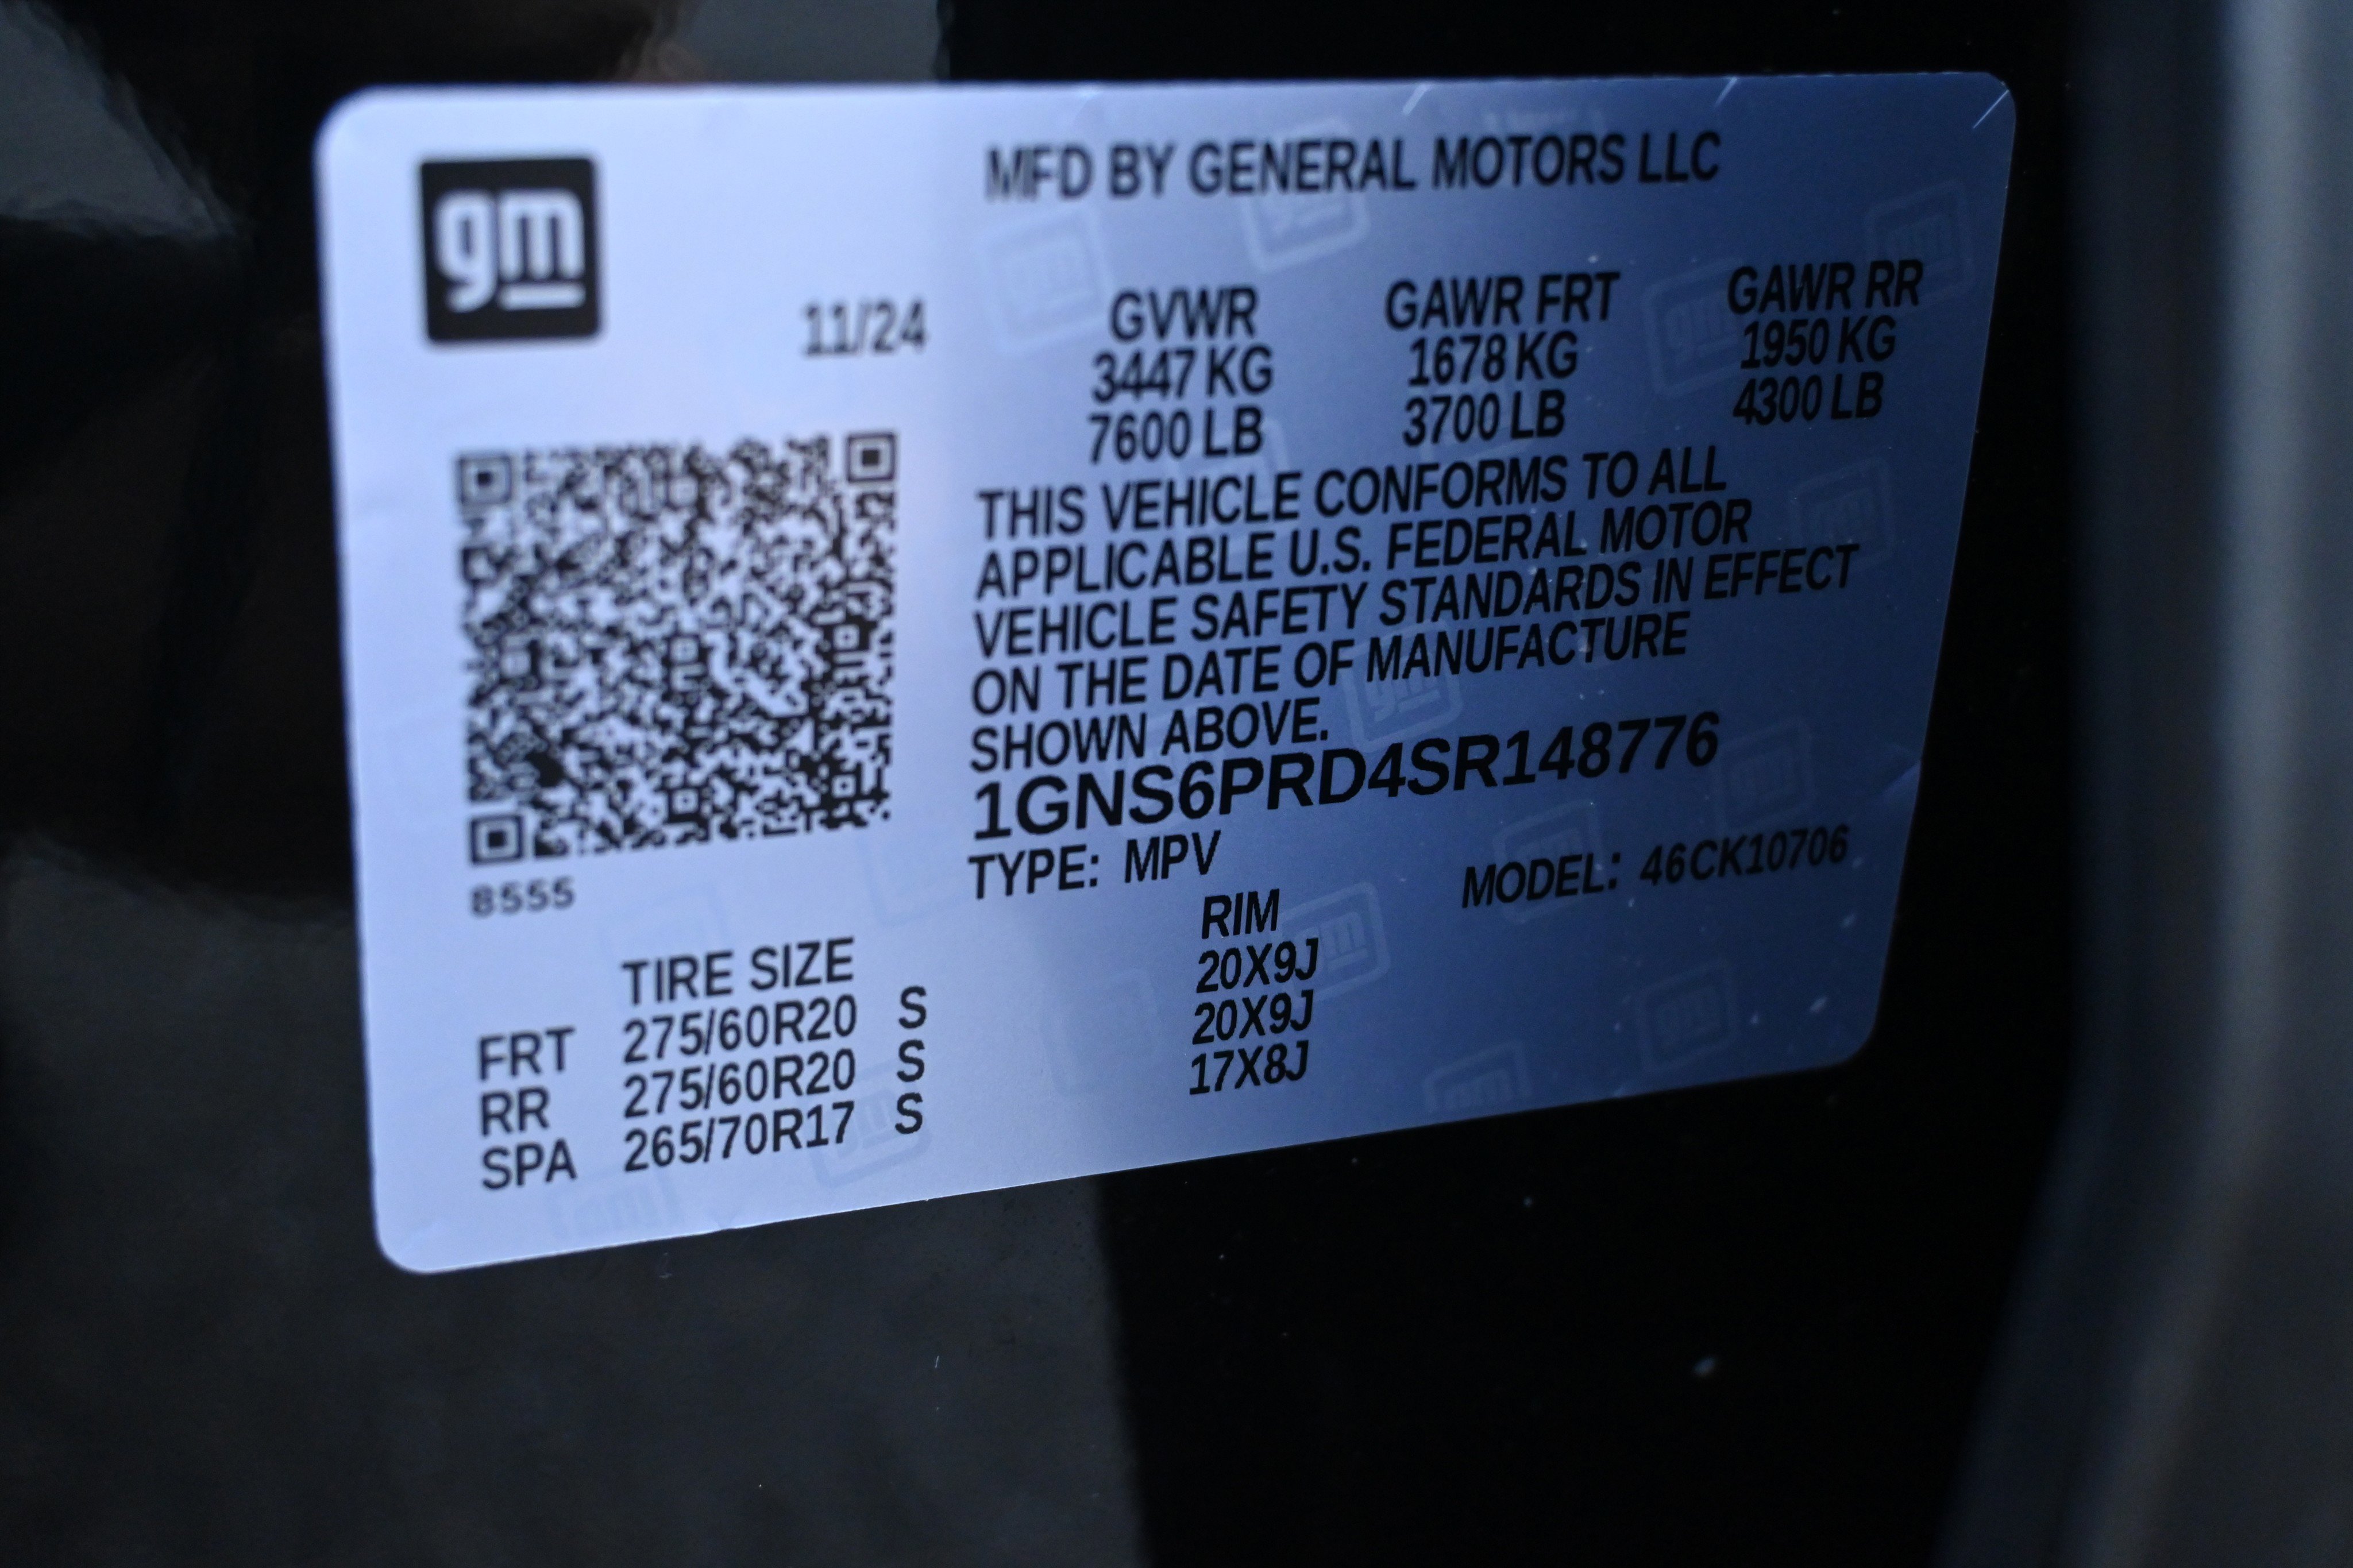 gm
MFD BY GENERAL MOTORS LLC
11/24
GVWR GAWR FRT GAWR RR
3447 KG 1678 KG 1950 KG
7600 LB 3700 LB 4300 LB
THIS VEHICLE CONFORMS TO ALL
APPLICABLE U.S. FEDERAL MOTOR
VEHICLE SAFETY STANDARDS IN EFFECT
ON THE DATE OF MANUFACTURE
SHOWN ABOVE.
1GNS6PRD4SR148776
TYPE: MPV MODEL: 46CK10706
8555
TIRE SIZE RIM
FRT 275/60R20 S 20X9J
RR 275/60R20 S 20X9J
SPA 265/70R17 S 17X8J